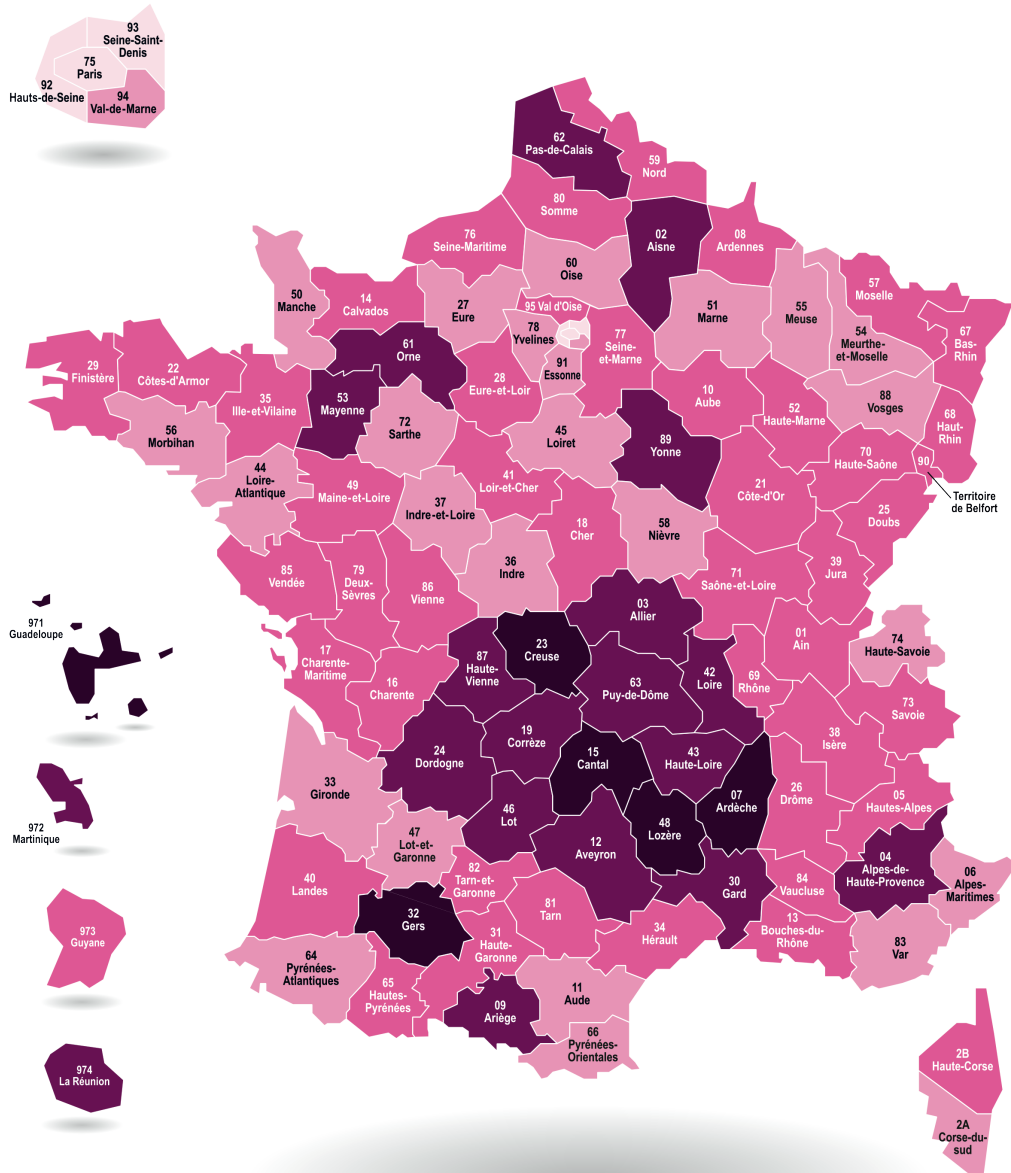 93
Seine-Saint-
Denis
75
Paris
92
Hauts-de-Seine
94
Val-de-Marne
62
Pas-de-Calais
59
Nord
80
Somme
02
Aisne
08
Ardennes
76
Seine-Maritime
60
Oise
57
Moselle
50
Manche
14
Calvados
27
Eure
95 Val d'Oise
51
Marne
55
Meuse
54
Meurthe-
et-Moselle
67
Bas-
Rhin
78
Yvelines
77
Seine-
et-Marne
61
Orne
91
Essonne
29
Finistère
22
Côtes-d'Armor
28
Eure-et-Loir
10
Aube
88
Vosges
35
Ille-et-Vilaine
53
Mayenne
52
Haute-Marne
68
Haut-
Rhin
72
Sarthe
45
Loiret
56
Morbihan
89
Yonne
70
Haute-Saône
90
44
Loire-
Atlantique
49
Maine-et-Loire
41
Loir-et-Cher
21
Côte-d'Or
Territoire
de Belfort
37
Indre-et-Loire
25
Doubs
18
Cher
58
Nièvre
36
Indre
39
Jura
85
Vendée
79
Deux-
Sèvres
86
Vienne
71
Saône-et-Loire
03
Allier
971
Guadeloupe
23
Creuse
01
Ain
74
Haute-Savoie
17
Charente-
Maritime
87
Haute-
Vienne
42
Loire
69
Rhône
16
Charente
63
Puy-de-Dôme
73
Savoie
19
Corrèze
38
Isère
24
Dordogne
15
Cantal
43
Haute-Loire
33
Gironde
07
Ardèche
26
Drôme
05
Hautes-Alpes
46
Lot
48
Lozère
972
Martinique
47
Lot-et-
Garonne
12
Aveyron
04
Alpes-de-
Haute-Provence
06
Alpes-
Maritimes
40
Landes
82
Tarn-et-
Garonne
30
Gard
84
Vaucluse
32
Gers
81
Tarn
13
Bouches-du-
Rhône
973
Guyane
31
Haute-
Garonne
34
Hérault
83
Var
64
Pyrénées-
Atlantiques
65
Hautes-
Pyrénées
11
Aude
09
Ariège
66
Pyrénées-
Orientales
2B
Haute-Corse
974
La Réunion
2A
Corse-du-
sud